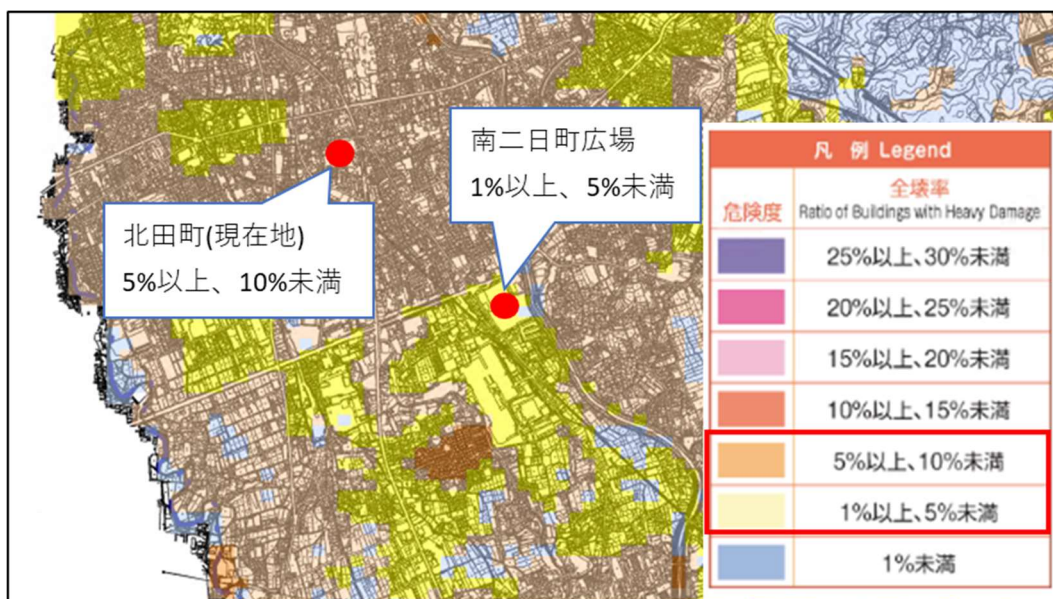 南二日町広場
1%以上、5%未満
北田町(現在地)
5%以上、10%未満
凡 例 Legend
危険度
全壊率
Ratio of Buildings with Heavy Damage
25%以上、30%未満
20%以上、25%未満
15%以上、20%未満
10%以上、15%未満
5%以上、10%未満
1%以上、5%未満
1%未満